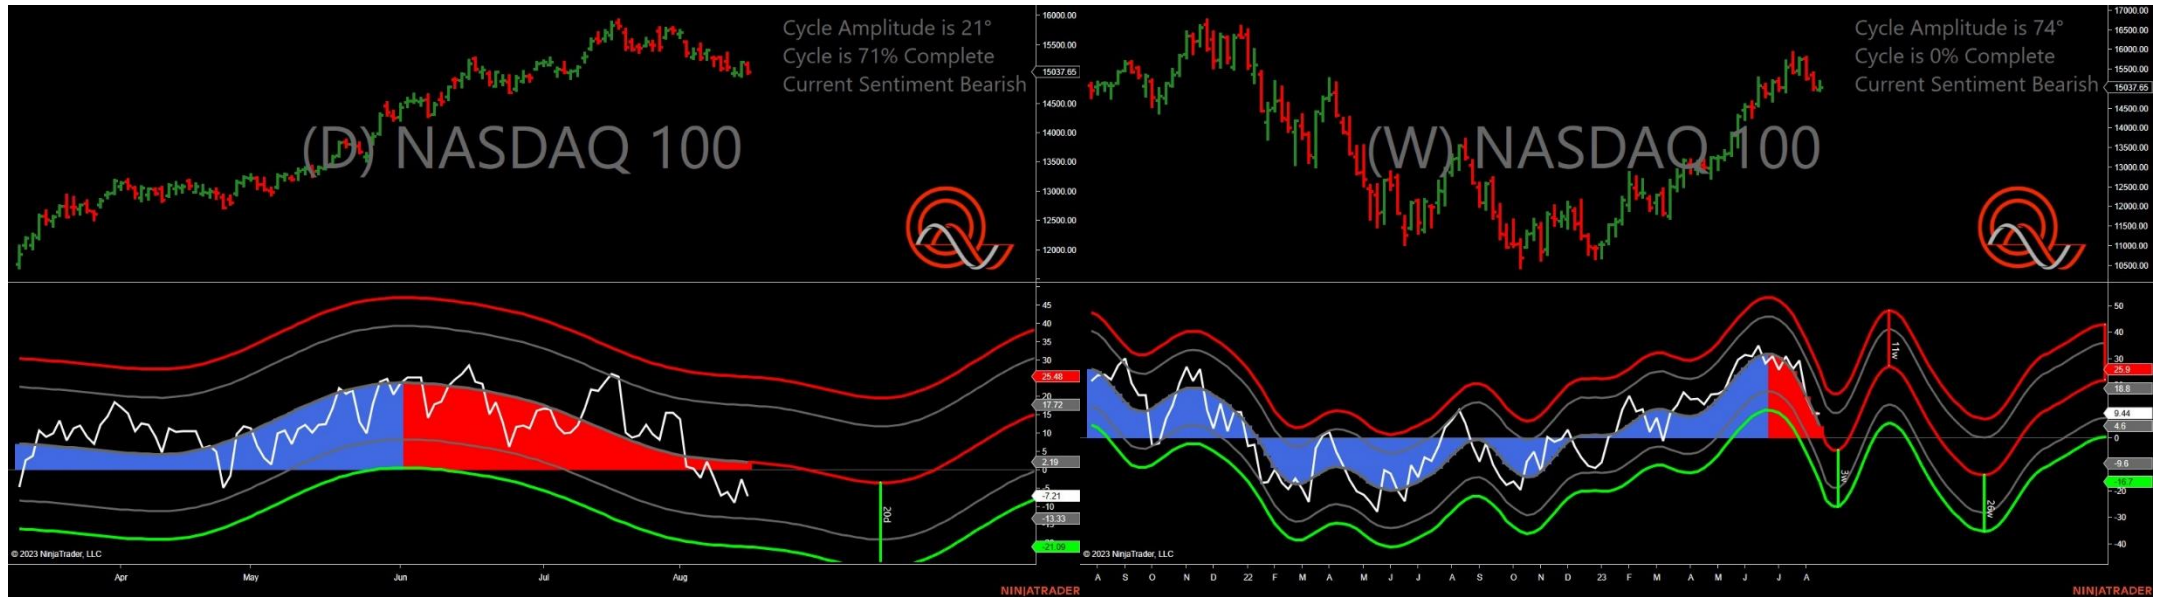 Cycle Amplitude is 21°
Cycle is 71% Complete
Current Sentiment Bearish
(D) NASDAQ 100
16000.00
15500.00
15037.65
14500.00
14000.00
13500.00
13000.00
12500.00
12000.00
45
40
35
30
25.48
20
17.72
15
10
5
2.19
0
-5
-7.21
-10
-13.33
-21.09
20d
© 2023 NinjaTrader, LLC
Apr May Jun Jul Aug
NINJATRADER
Cycle Amplitude is 74°
Cycle is 0% Complete
Current Sentiment Bearish
(W) NASDAQ 100
17000.00
16500.00
16000.00
15500.00
15037.65
14500.00
14000.00
13500.00
13000.00
12500.00
12000.00
11500.00
11000.00
10500.00
50
40
30
25.9
18.8
9.44
4.6
0
-9.6
-16.7
-20
-30
-40
11w
3w
26w
© 2023 NinjaTrader, LLC
A S O N D 22 F M A M J J A S O N D 23 F M A M J J A
NINJATRADER